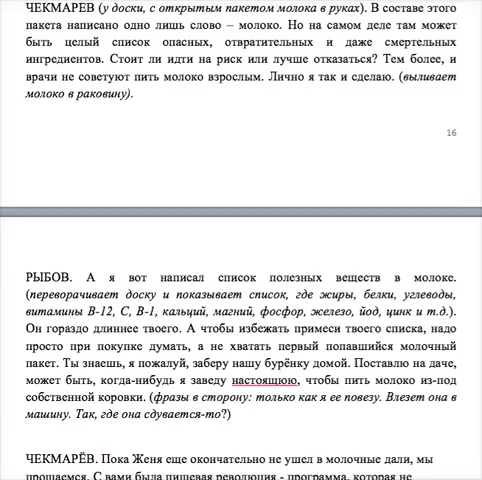 ЧЕКМАРЕВ (у доски, с открытым пакетом молока в руках). В составе этого
пакета написано одно лишь слово – молоко. Но на самом деле там может
быть целый список опасных, отвратительных и даже смертельных
ингредиентов. Стоит ли идти на риск или лучше отказаться? Тем более, и
врачи не советуют пить молоко взрослым. Лично я так и сделаю. (выливает
молоко в раковину).
16
РЫБОВ. А я вот написал список полезных веществ в молоке.
(переворачивает доску и показывает список, где жиры, белки, углеводы,
витамины В-12, С, В-1, кальций, магний, фосфор, железо, йод, цинк и т.д.).
Он гораздо длиннее твоего. А чтобы избежать примеси твоего списка, надо
просто при покупке думать, а не хватать первый попавшийся молочный
пакет. Ты знаешь, я пожалуй, заберу нашу бурёнку домой. Поставлю на даче,
может быть, когда-нибудь я заведу настоящюю, чтобы пить молоко из-под
собственной коровки. (фразы в сторону: только как я ее повезу. Влезет она в
машину. Так, где она сдувается-то?)
ЧЕКМАРЁВ. Пока Женя еще окончательно не ушел в молочные дали, мы
прощаемся. С вами была пищевая революция - программа, которая не